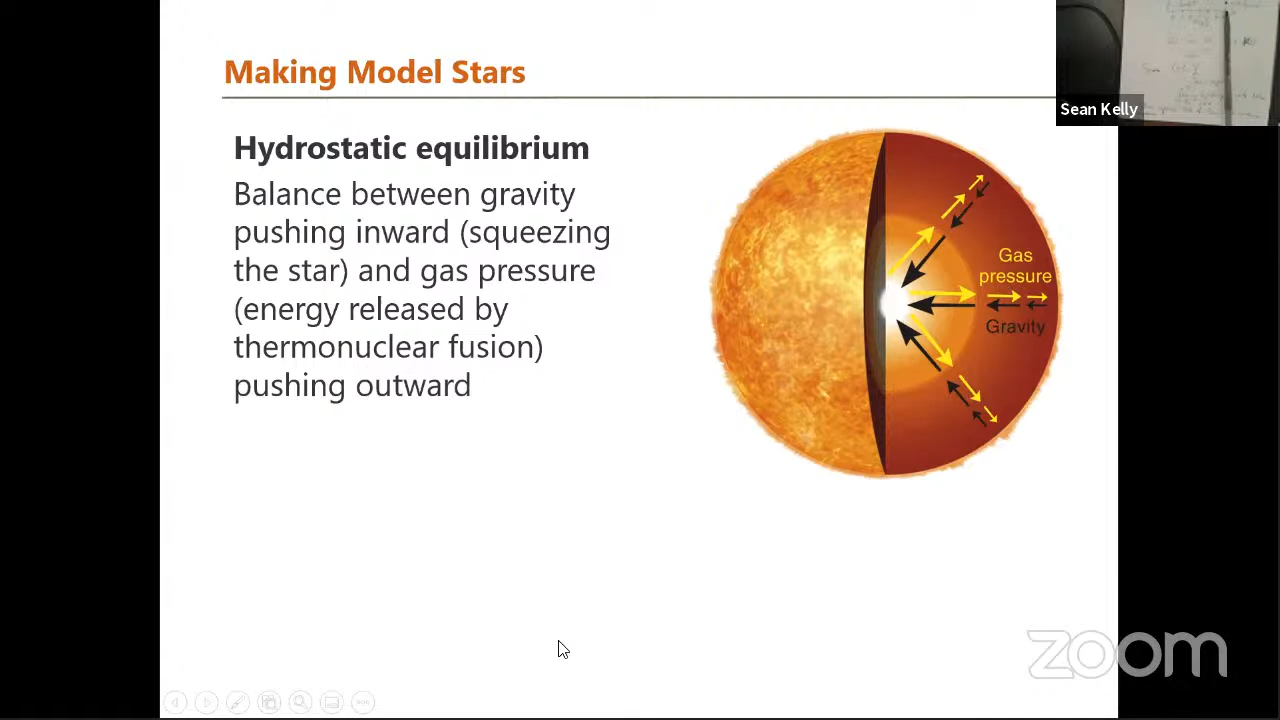 Making Model Stars
Sean Kelly
Hydrostatic equilibrium
Balance between gravity
pushing inward (squeezing
the star) and gas pressure
(energy released by
thermonuclear fusion)
pushing outward
Gas
pressure
Gravity
zoom